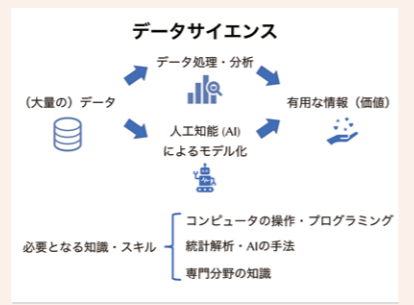 データサイエンス
データ処理・分析
（大量の）データ
有用な情報（価値）
人工知能 (AI)
によるモデル化
コンピュータの操作・プログラミング
必要となる知識・スキル
統計解析・AIの手法
専門分野の知識